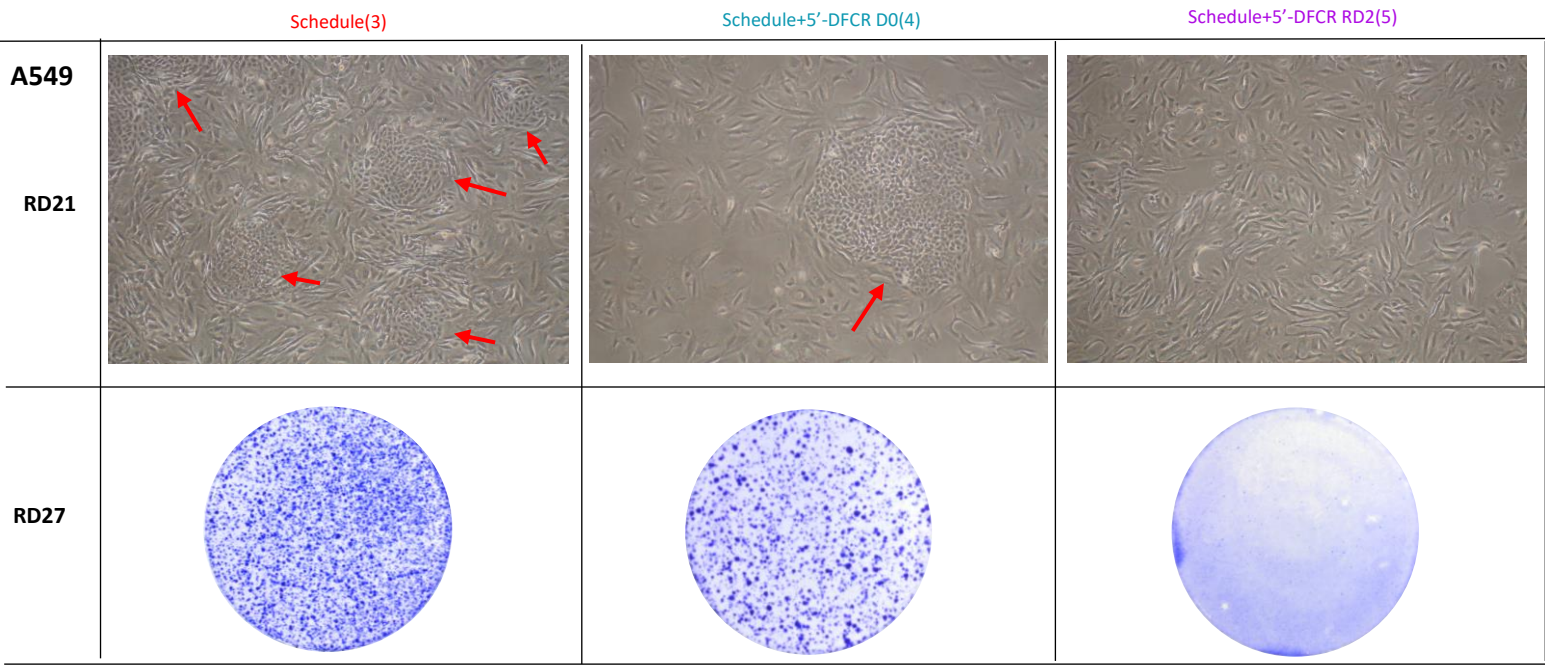 Schedule(3)
Schedule+5′-DFCR D0(4)
Schedule+5′-DFCR RD2(5)
A549
RD21
RD27